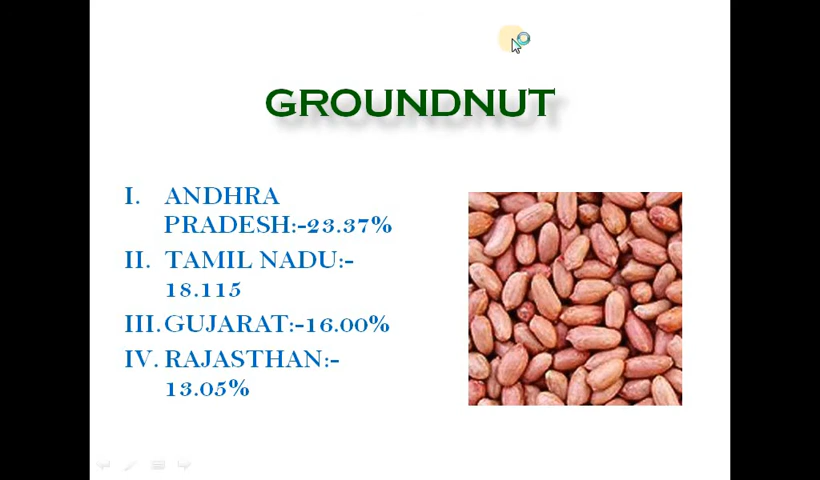 GROUNDNUT
I. ANDHRA
PRADESH:-23.37%
II. TAMIL NADU:-
18.115
III. GUJARAT:-16.00%
IV. RAJASTHAN:-
13.05%